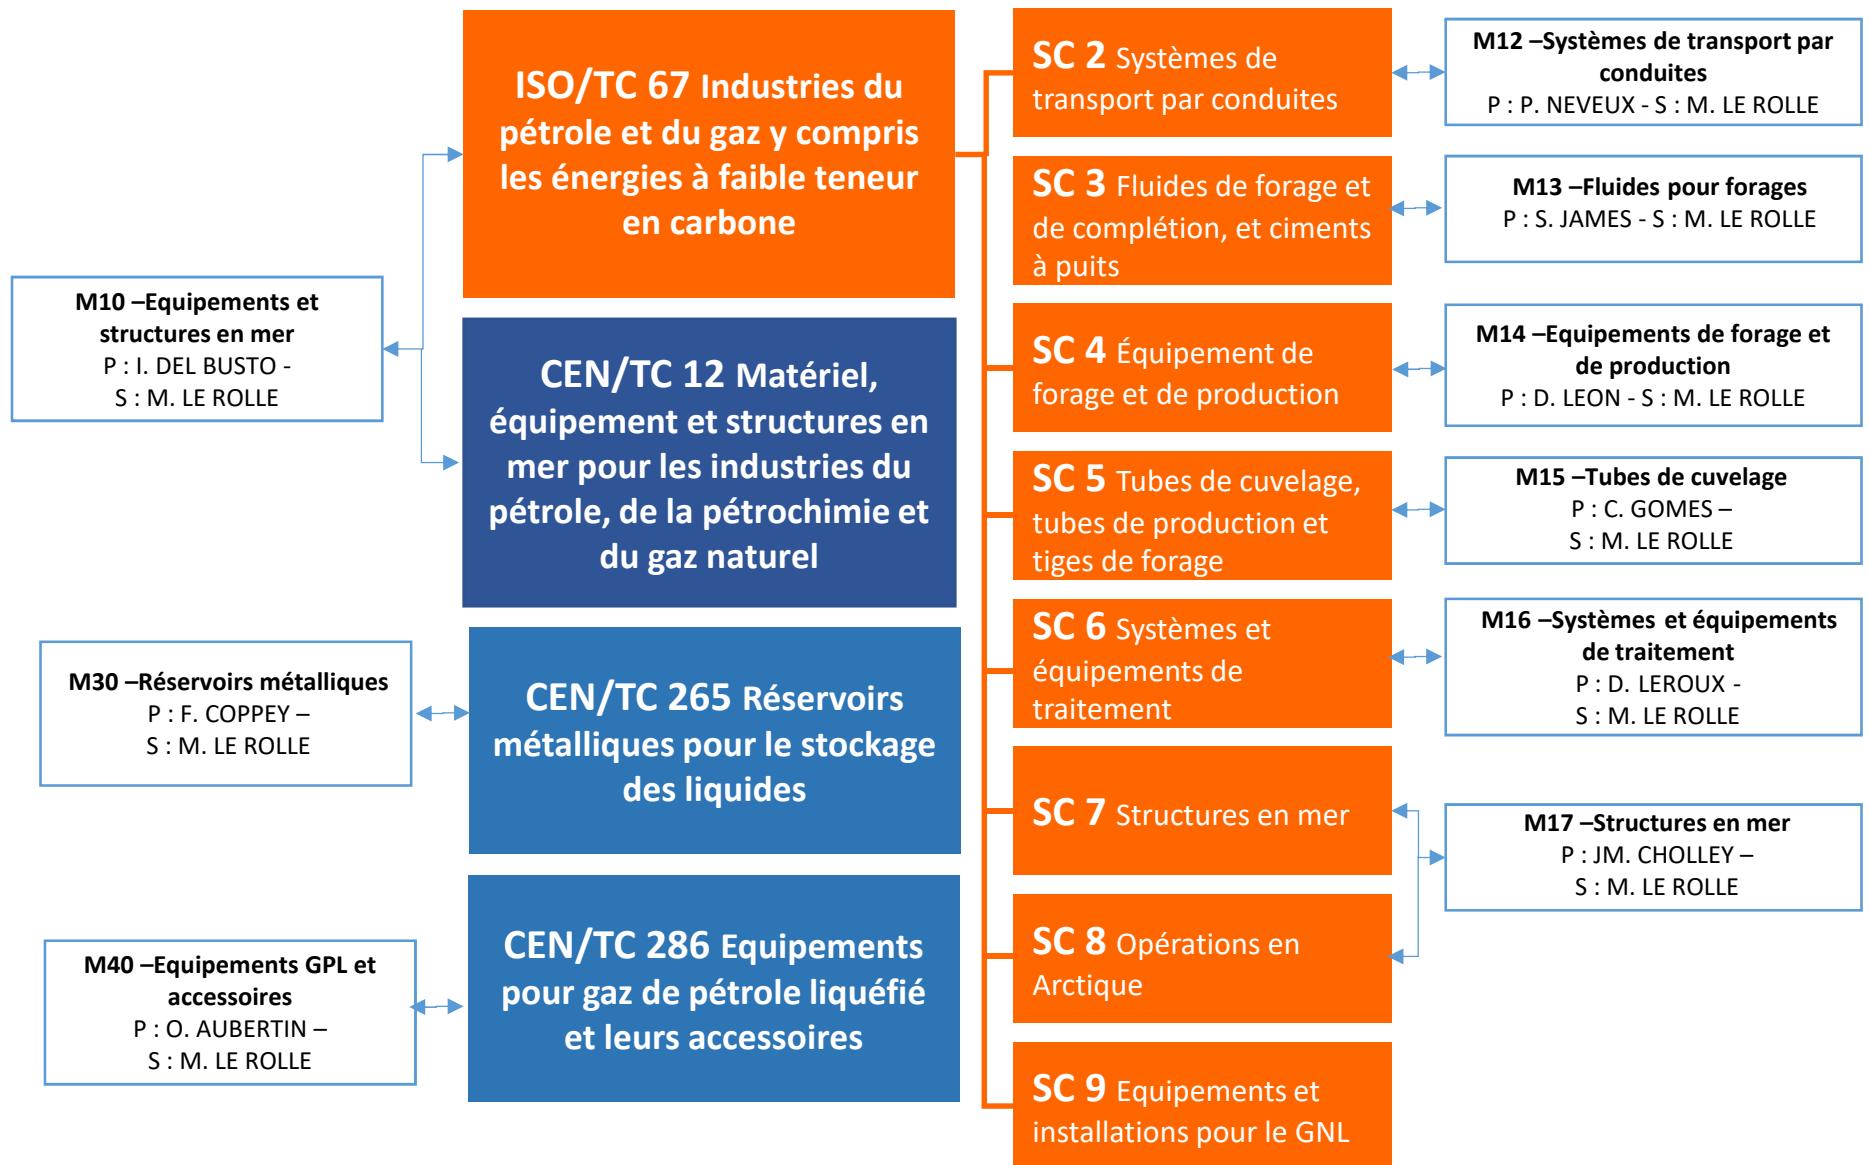 M10 –Equipements et
structures en mer
P : I. DEL BUSTO -
S : M. LE ROLLE
M30 –Réservoirs métalliques
P : F. COPPEY –
S : M. LE ROLLE
M40 –Equipements GPL et
accessoires
P : O. AUBERTIN –
S : M. LE ROLLE
ISO/TC 67 Industries du
pétrole et du gaz y compris
les énergies à faible teneur
en carbone
CEN/TC 12 Matériel,
équipement et structures en
mer pour les industries du
pétrole, de la pétrochimie et
du gaz naturel
CEN/TC 265 Réservoirs
métalliques pour le stockage
des liquides
CEN/TC 286 Equipements
pour gaz de pétrole liquéfié
et leurs accessoires
SC 2 Systèmes de
transport par conduites
SC 3 Fluides de forage et
de complétion, et ciments
à puits
SC 4 Équipement de
forage et de production
SC 5 Tubes de cuvelage,
tubes de production et
tiges de forage
SC 6 Systèmes et
équipements de
traitement
SC 7 Structures en mer
SC 8 Opérations en
Arctique
SC 9 Equipements et
installations pour le GNL
M12 –Systèmes de transport par
conduites
P : P. NEVEUX - S : M. LE ROLLE
M13 –Fluides pour forages
P : S. JAMES - S : M. LE ROLLE
M14 –Equipements de forage et
de production
P : D. LEON - S : M. LE ROLLE
M15 –Tubes de cuvelage
P : C. GOMES –
S : M. LE ROLLE
M16 –Systèmes et équipements
de traitement
P : D. LEROUX -
S : M. LE ROLLE
M17 –Structures en mer
P : JM. CHOLLEY –
S : M. LE ROLLE